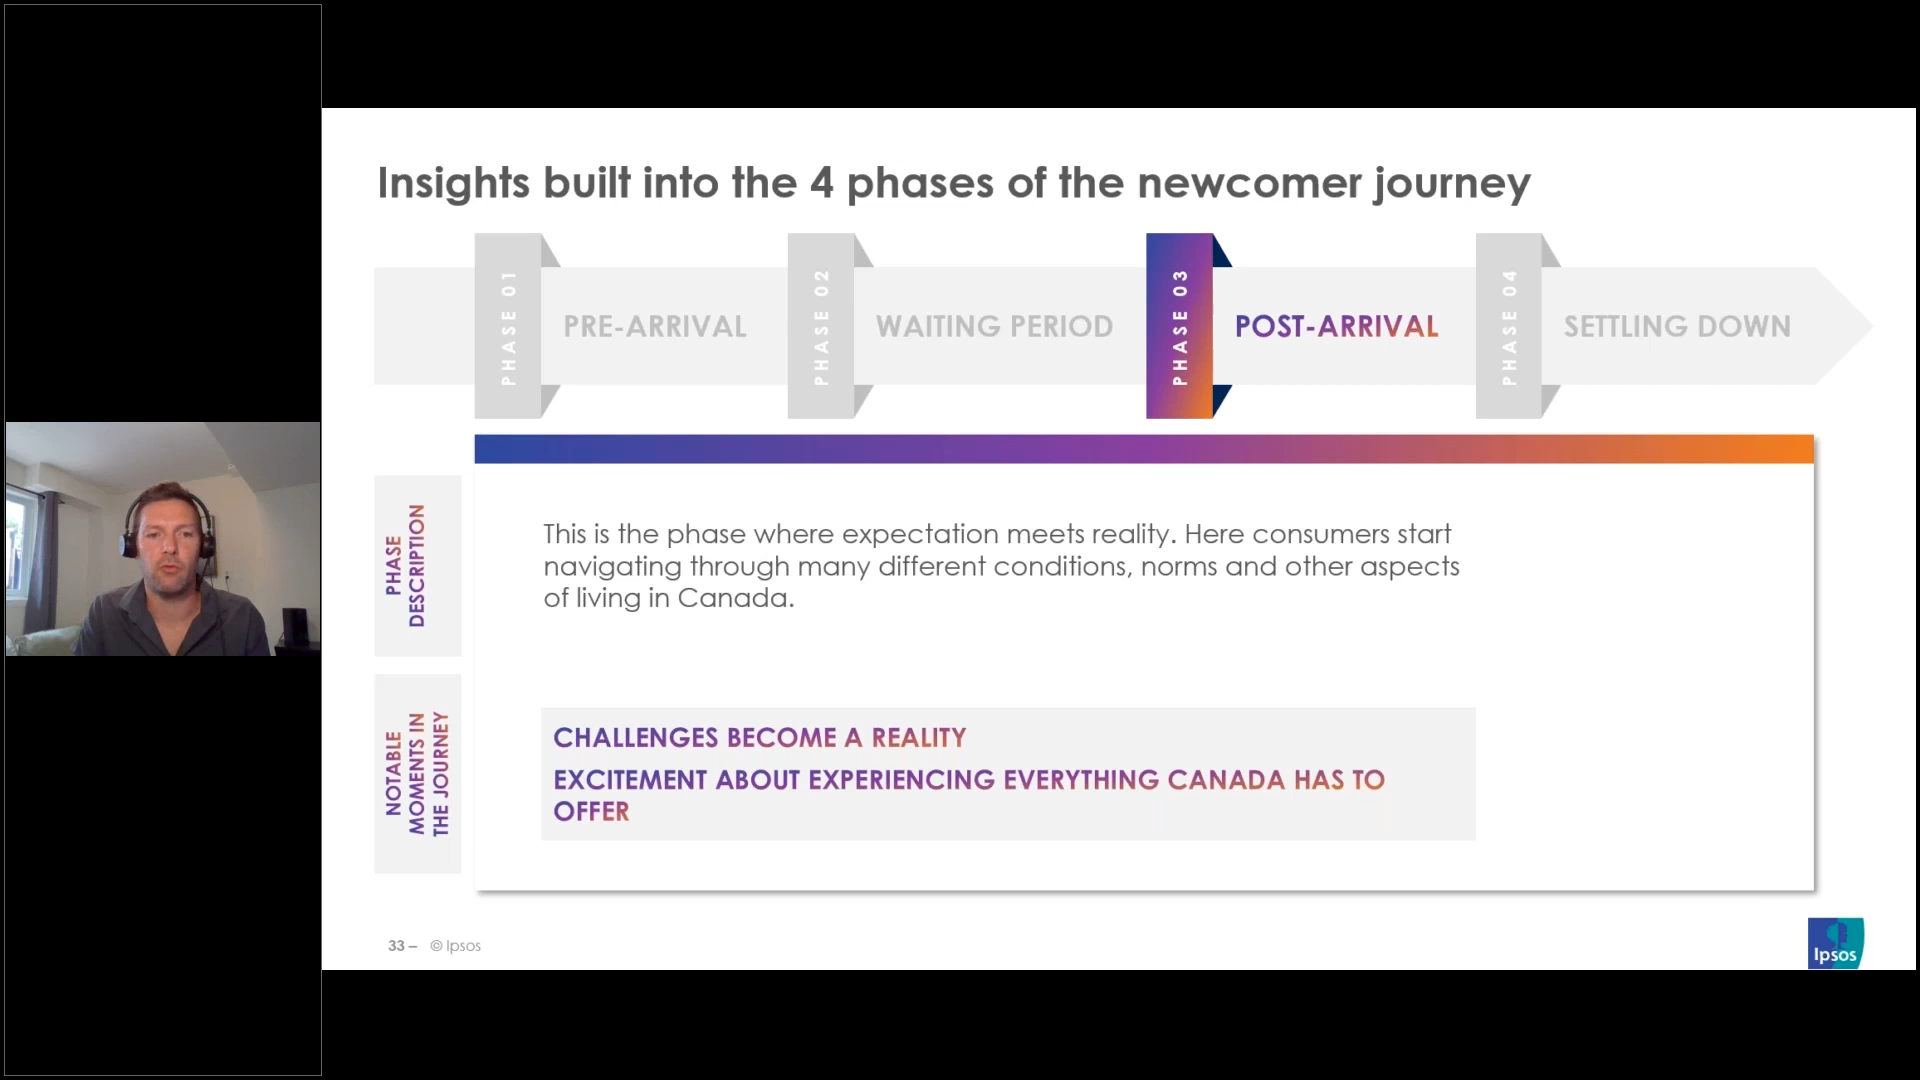 Insights built into the 4 phases of the newcomer journey
PHASE 01
PRE-ARRIVAL
PHASE 02
WAITING PERIOD
PHASE 03
POST-ARRIVAL
PHASE 04
SETTLING DOWN
PHASE
DESCRIPTION
This is the phase where expectation meets reality. Here consumers start
navigating through many different conditions, norms and other aspects
of living in Canada.
NOTABLE
MOMENTS IN
THE JOURNEY
CHALLENGES BECOME A REALITY
EXCITEMENT ABOUT EXPERIENCING EVERYTHING CANADA HAS TO
OFFER
33 – © Ipsos
Ipsos